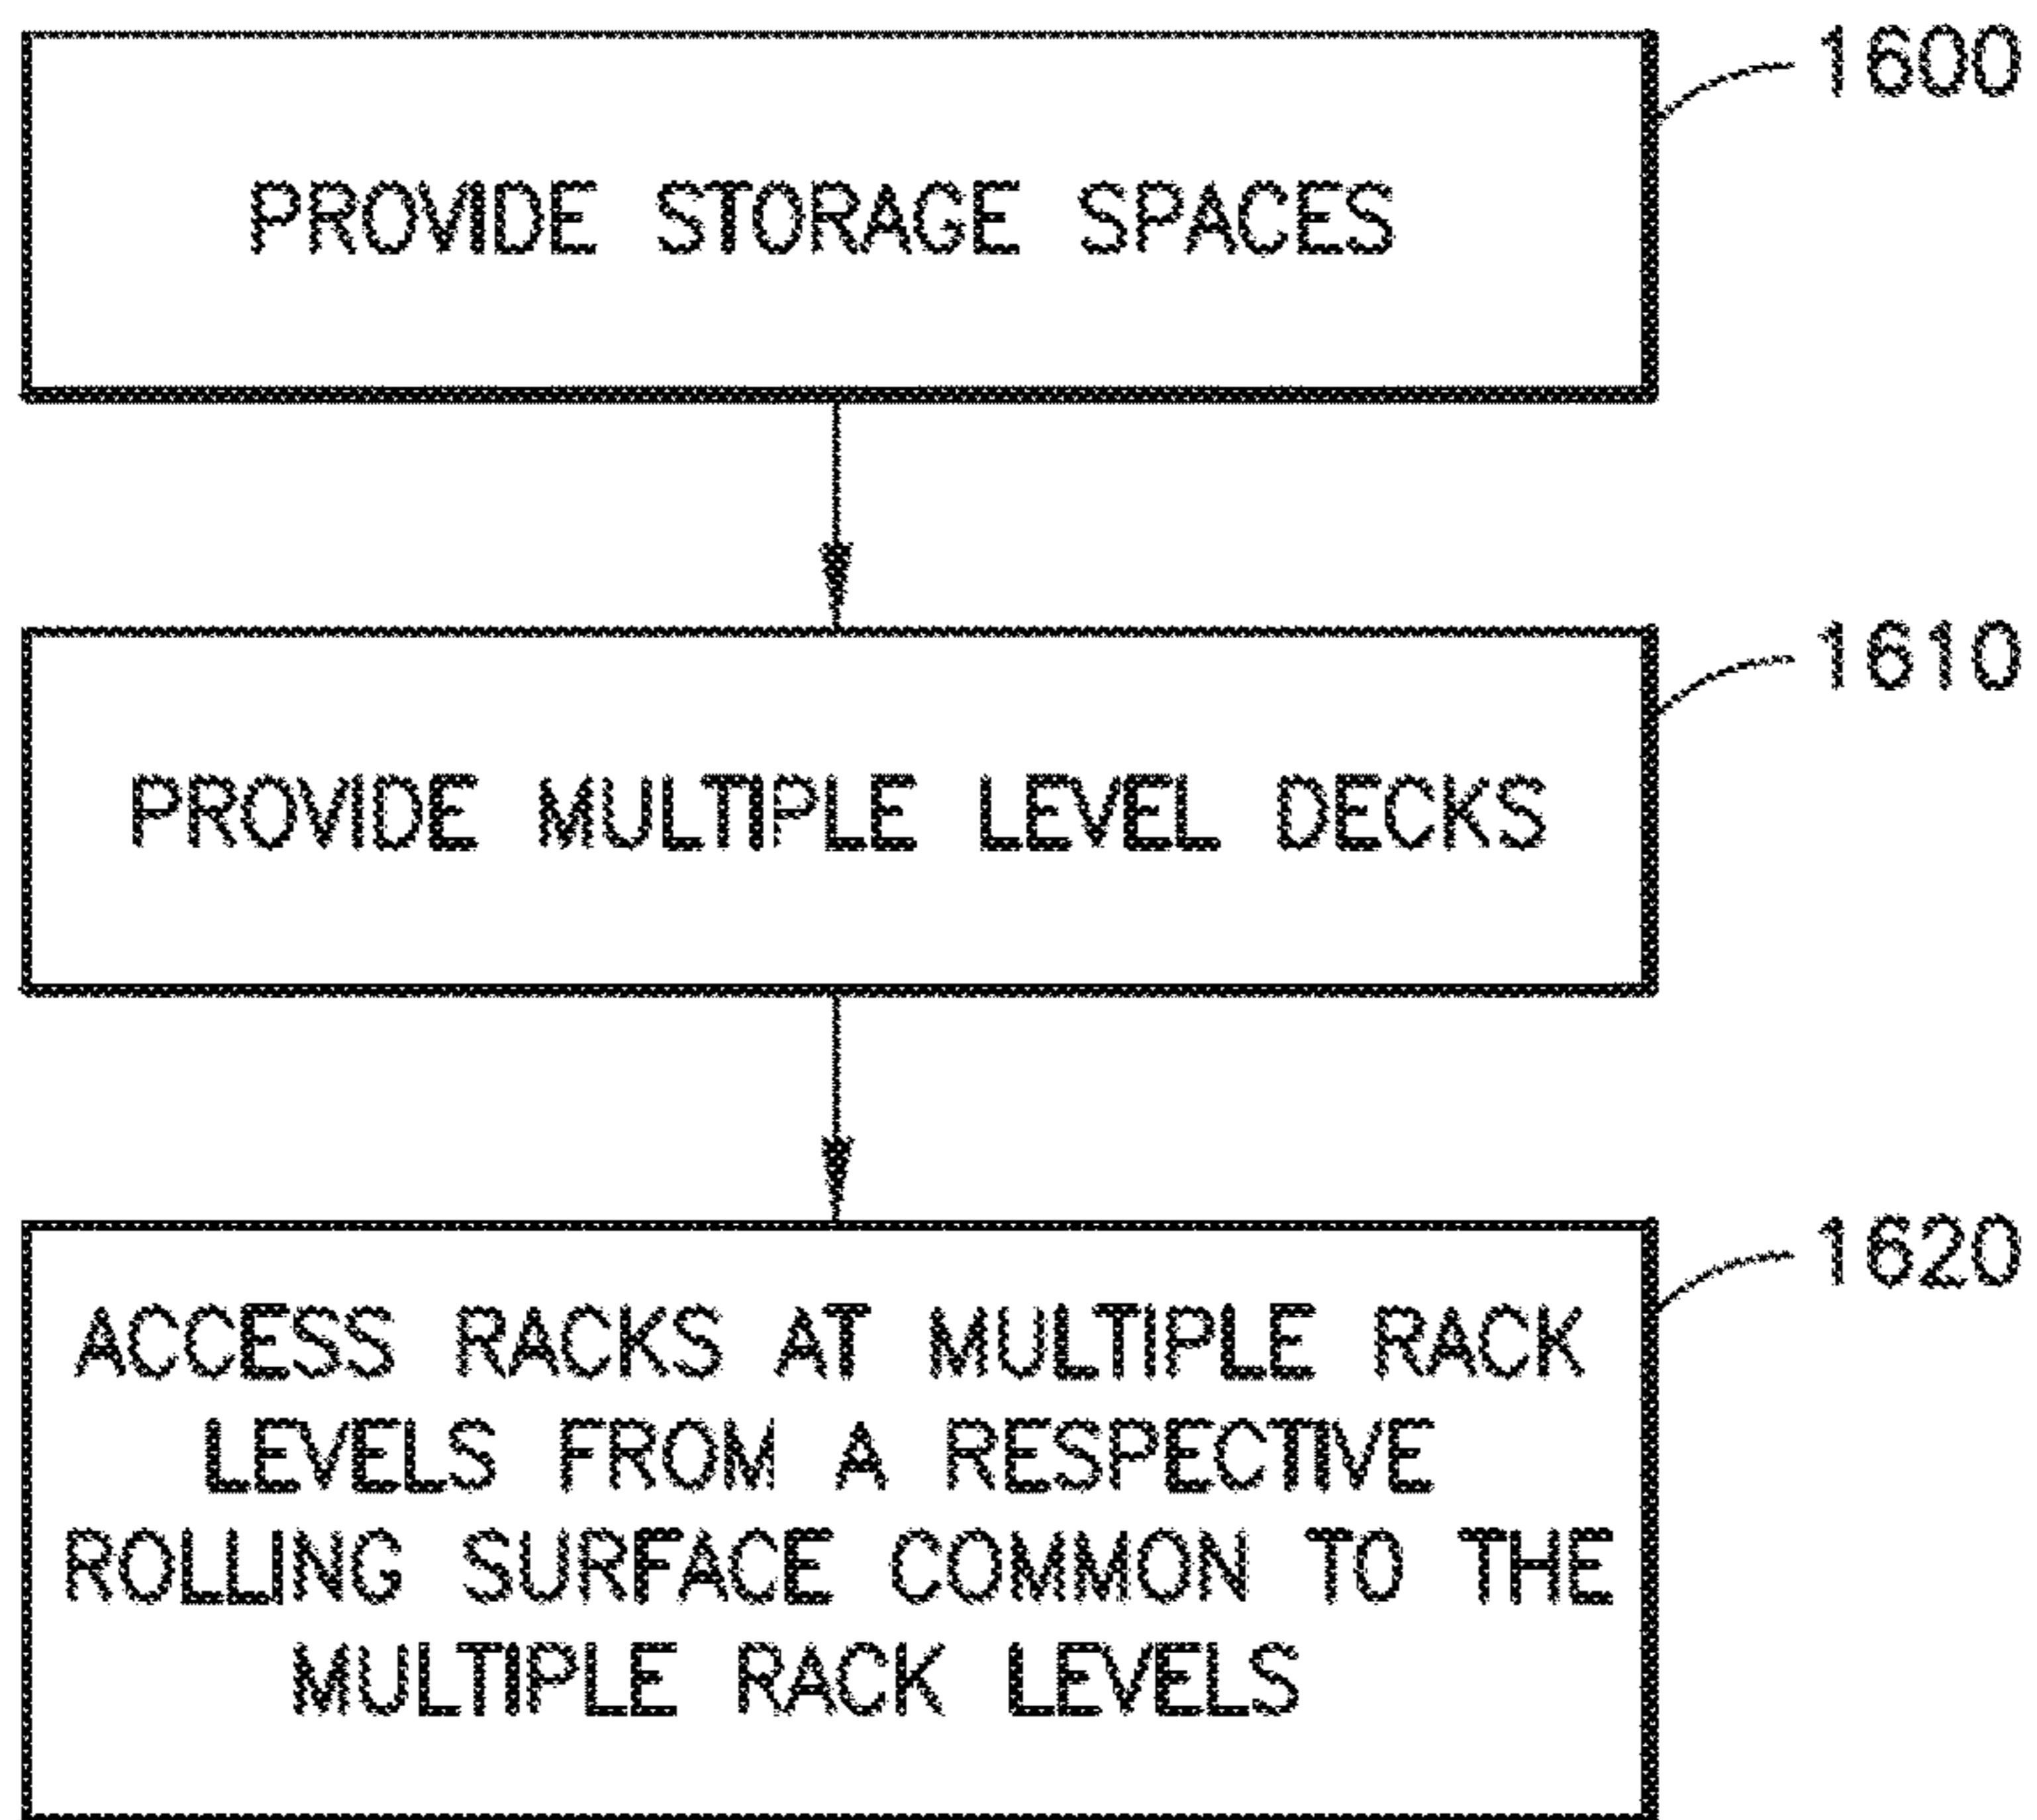 1600
PROVIDE STORAGE SPACES
1610
PROVIDE MULTIPLE LEVEL DECKS
1620
ACCESS RACKS AT MULTIPLE RACK
LEVELS FROM A RESPECTIVE
ROLLING SURFACE COMMON TO THE
MULTIPLE RACK LEVELS